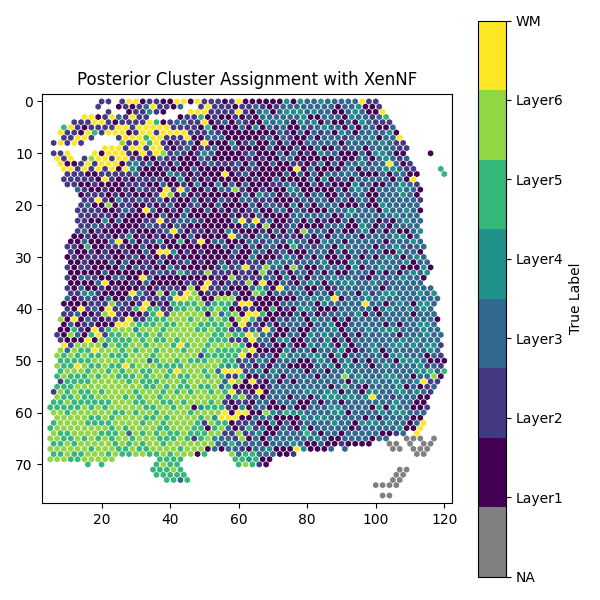 Posterior Cluster Assignment with XenNF
0
10
20
30
40
50
60
70
20
40
60
80
100
120
WM
Layer6
Layer5
Layer4
Layer3
Layer2
Layer1
NA
True Label